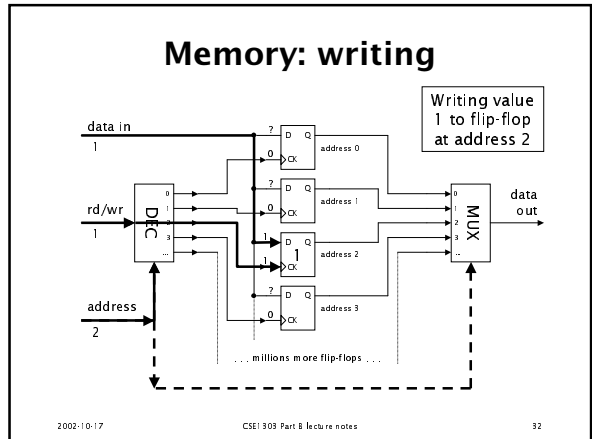 Memory: writing
Writing value
1 to flip-flop
at address 2
data in
1
?
D Q
0
CK
address 0
?
D Q
0
CK
address 1
rd/wr
1
DEC
0
1
2
3
...
1
D Q
1
1
CK
address 2
?
D Q
0
CK
address 3
0
1
2
3
...
MUX
data
out
address
2
. . . millions more flip-flops . . .
2002-10-17
CSE1303 Part B lecture notes
32